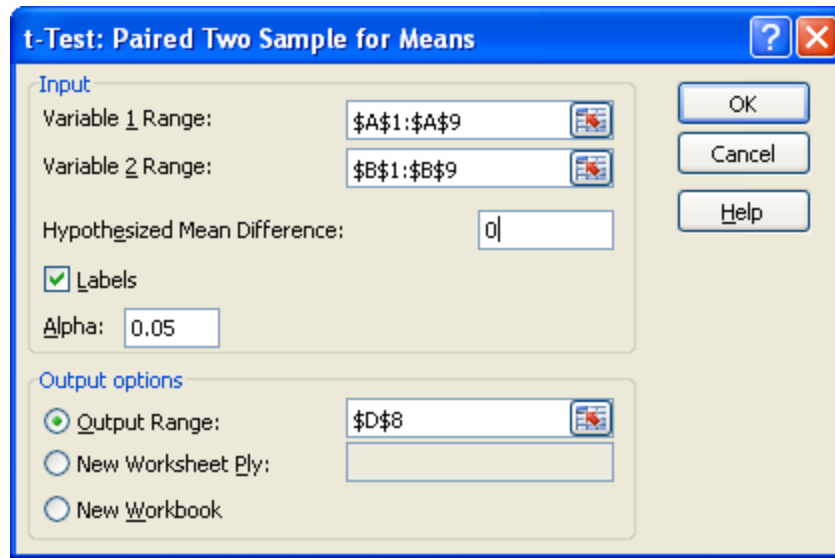 t-Test: Paired Two Sample for Means
Input
Variable 1 Range: $A$1:$A$9
Variable 2 Range: $B$1:$B$9
Hypothesized Mean Difference: 0
Labels
Alpha: 0.05
OK
Cancel
Help
Output options
Output Range: $D$8
New Worksheet Ply:
New Workbook